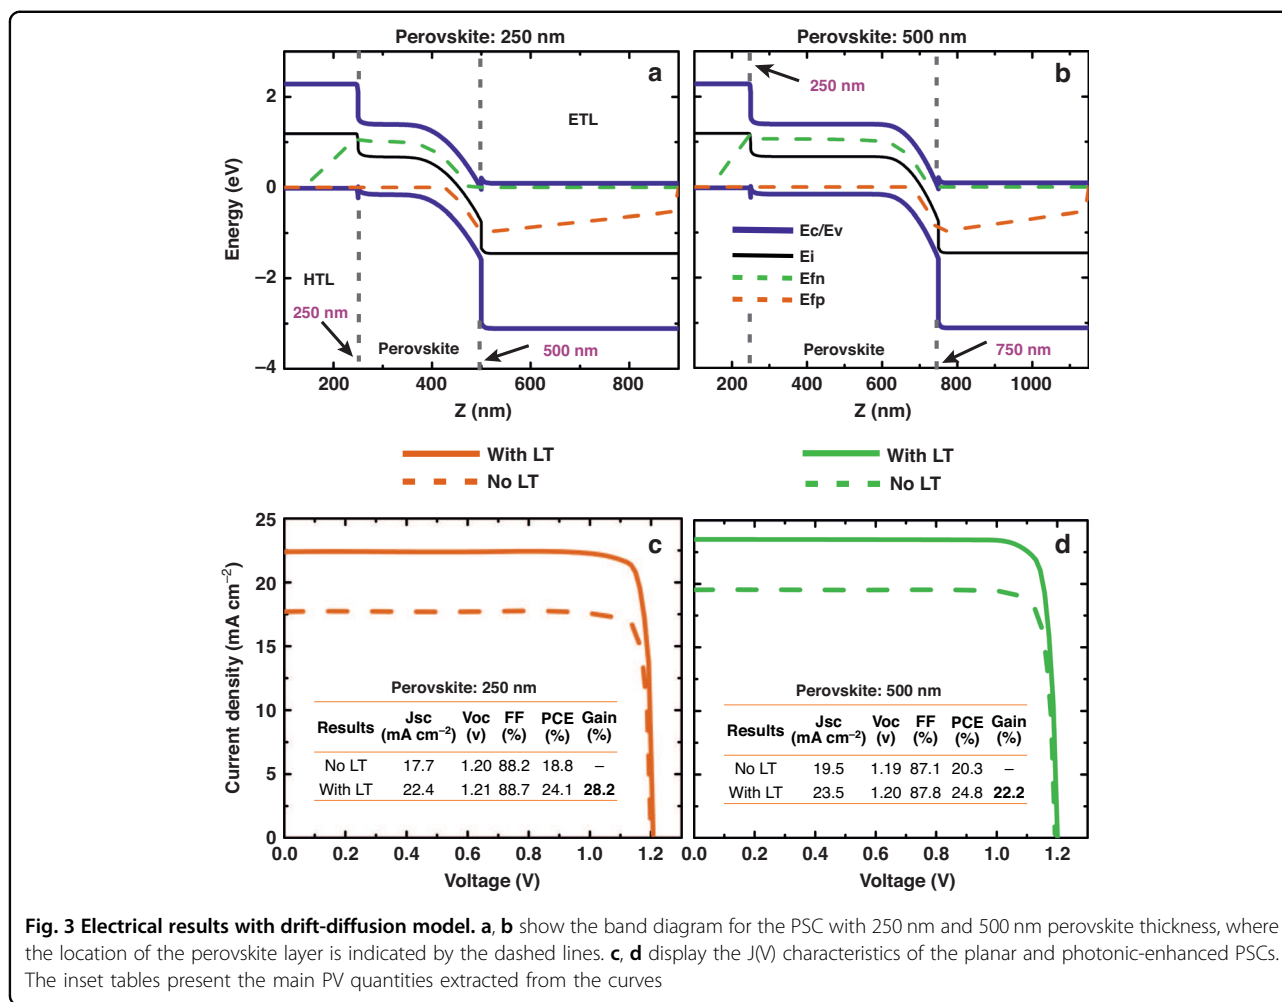 Perovskite: 250 nm
a
ETL
HTL
250 nm
Perovskite
500 nm
Energy (eV)
2
0
−2
−4
200 400 600 800
Z (nm)
Perovskite: 500 nm
b
250 nm
Ec/Ev
Ei
Efn
Efp
Perovskite
750 nm
200 400 600 800 1000
Z (nm)
With LT
No LT
With LT
No LT
c
Current density (mA cm−2)
25
20
15
10
5
0
Perovskite: 250 nm
Results Jsc (mA cm−2) Voc (v) FF (%) PCE (%) Gain (%)
No LT 17.7 1.20 88.2 18.8 –
With LT 22.4 1.21 88.7 24.1 28.2
0.0 0.2 0.4 0.6 0.8 1.0 1.2
Voltage (V)
d
Perovskite: 500 nm
Results Jsc (mA cm−2) Voc (v) FF (%) PCE (%) Gain (%)
No LT 19.5 1.19 87.1 20.3 –
With LT 23.5 1.20 87.8 24.8 22.2
0.0 0.2 0.4 0.6 0.8 1.0 1.2
Voltage (V)
Fig. 3 Electrical results with drift-diffusion model. a, b show the band diagram for the PSC with 250 nm and 500 nm perovskite thickness, where
the location of the perovskite layer is indicated by the dashed lines. c, d display the J(V) characteristics of the planar and photonic-enhanced PSCs.
The inset tables present the main PV quantities extracted from the curves